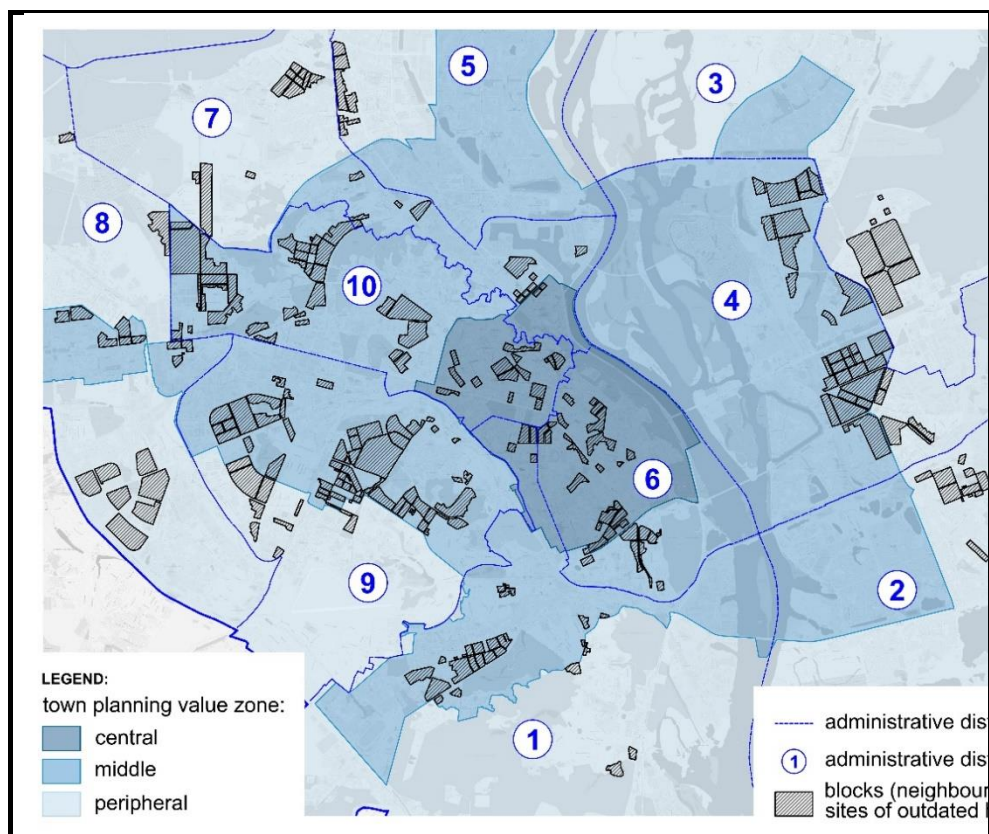 5
3
7
8
10
4
6
9
2
1
LEGEND:
town planning value zone:
central
middle
peripheral
administrative dis
1 administrative dis
blocks (neighbour
sites of outdated